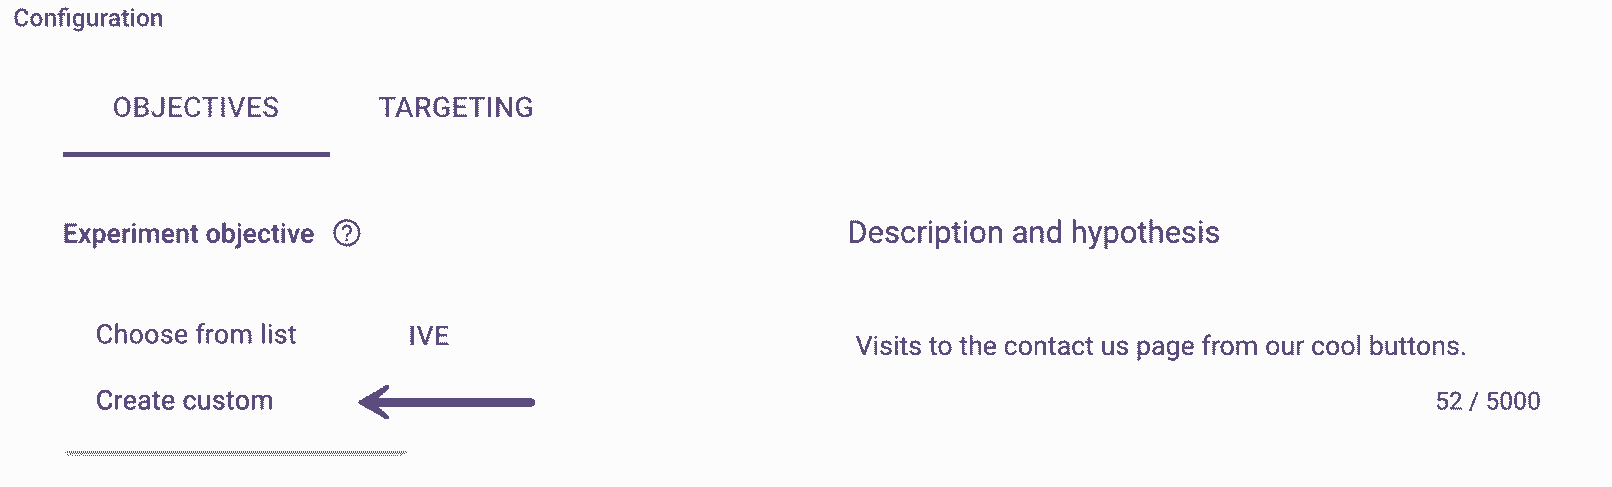 Configuration
OBJECTIVES TARGETING
Experiment objective ?
Description and hypothesis
Choose from list IVE
Create custom
Visits to the contact us page from our cool buttons.
52 / 5000